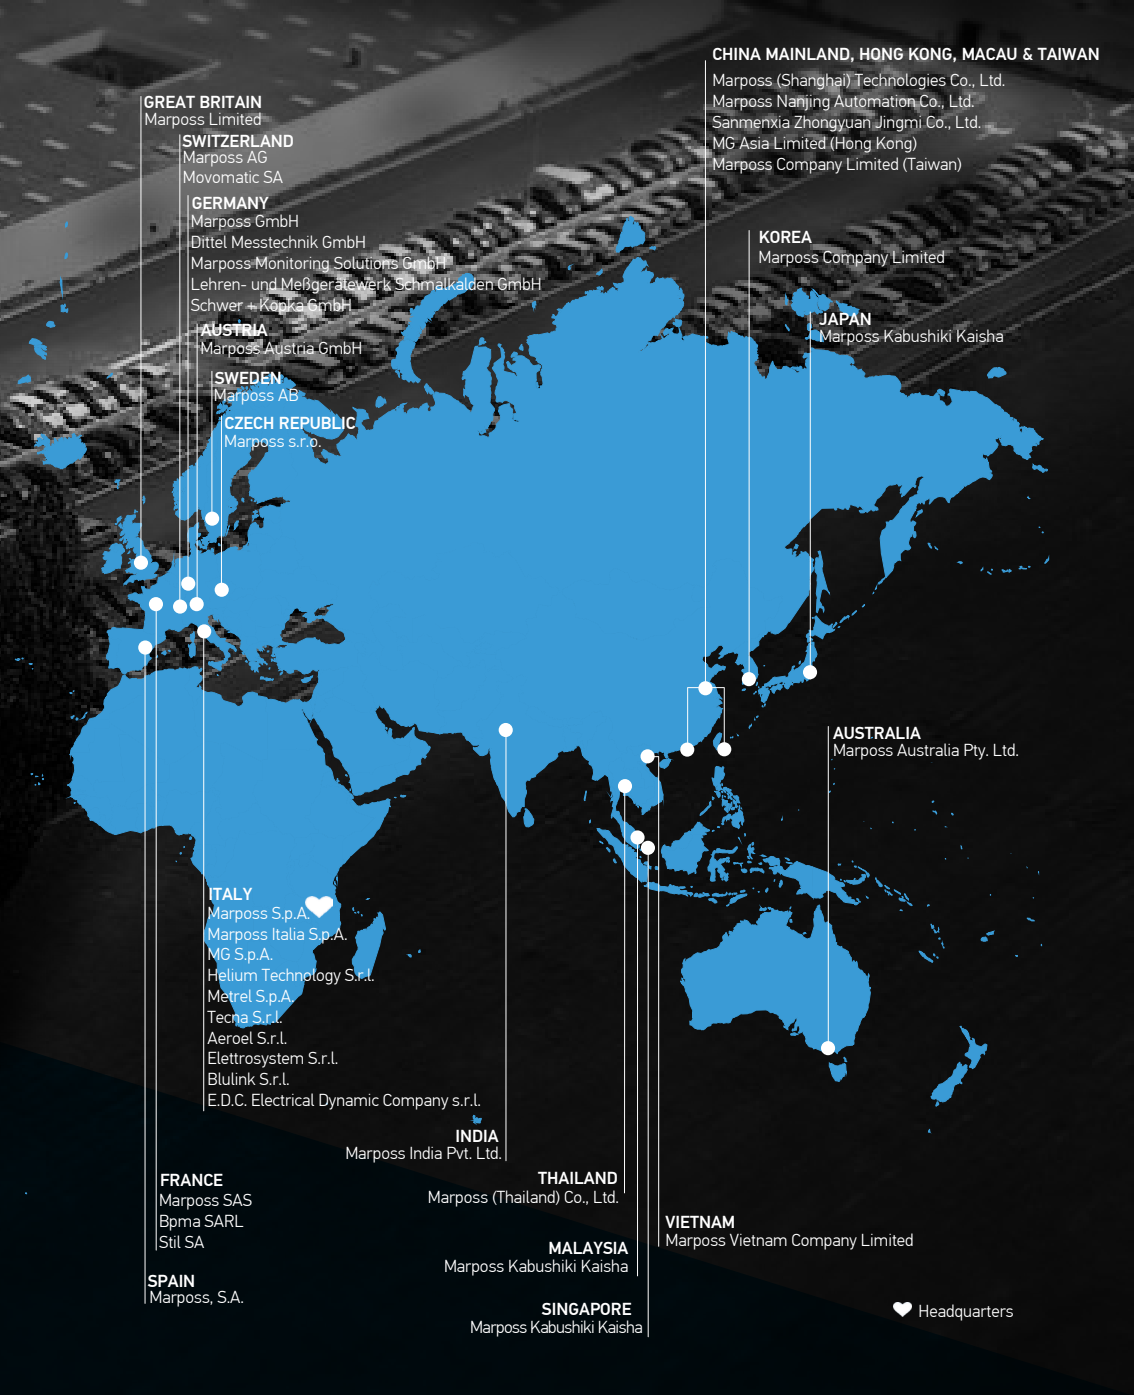 CHINA MAINLAND, HONG KONG, MACAU & TAIWAN
Marposs (Shanghai) Technologies Co., Ltd.
Marposs Nanjing Automation Co., Ltd.
Sanmenxia Zhongyuan Jingmi Co., Ltd.
MG Asia Limited (Hong Kong)
Marposs Company Limited (Taiwan)
GREAT BRITAIN
Marposs Limited
SWITZERLAND
Marposs AG
Movomatic SA
GERMANY
Marposs GmbH
Dittel Messtechnik GmbH
Marposs Monitoring Solutions GmbH
Lehren- und Meßgerätewerk Schmalkalden GmbH
Schwer + Kopka GmbH
KOREA
Marposs Company Limited
JAPAN
Marposs Kabushiki Kaisha
AUSTRIA
Marposs Austria GmbH
SWEDEN
Marposs AB
CZECH REPUBLIC
Marposs s.r.o.
AUSTRALIA
Marposs Australia Pty. Ltd.
ITALY
Marposs S.p.A.
Marposs Italia S.p.A.
MG S.p.A.
Helium Technology S.r.l.
Metrel S.p.A.
Tecna S.r.l.
Aeroel S.r.l.
Elettrosystem S.r.l.
Blulink S.r.l.
E.D.C. Electrical Dynamic Company s.r.l.
INDIA
Marposs India Pvt. Ltd.
FRANCE
Marposs SAS
Bpma SARL
Stil SA
THAILAND
Marposs (Thailand) Co., Ltd.
VIETNAM
Marposs Vietnam Company Limited
MALAYSIA
Marposs Kabushiki Kaisha
SPAIN
Marposs, S.A.
SINGAPORE
Marposs Kabushiki Kaisha
Headquarters